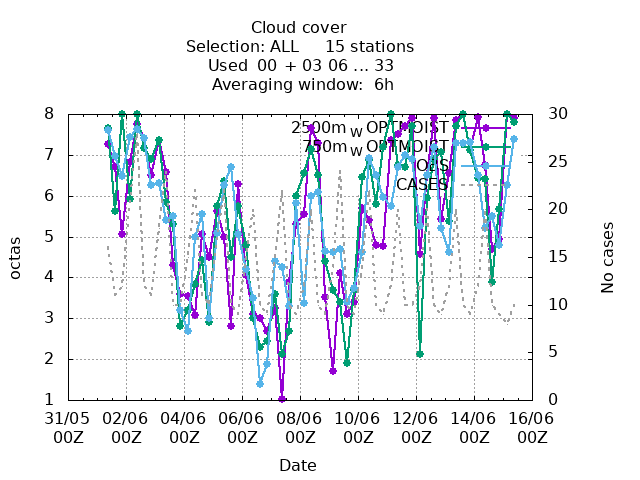 Cloud cover
Selection: ALL 15 stations
Used 00 + 03 06 ... 33
Averaging window: 6h
8 30
2500m W OPTMOIST
750m W OPTMOIST
CASES
7 25
6 20
5 15
4
3 10
2 5
1 0
octas
No cases
31/05 02/06 04/06 06/06 08/06 10/06 12/06 14/06 16/06
00Z 00Z 00Z 00Z 00Z 00Z 00Z 00Z 00Z
Date